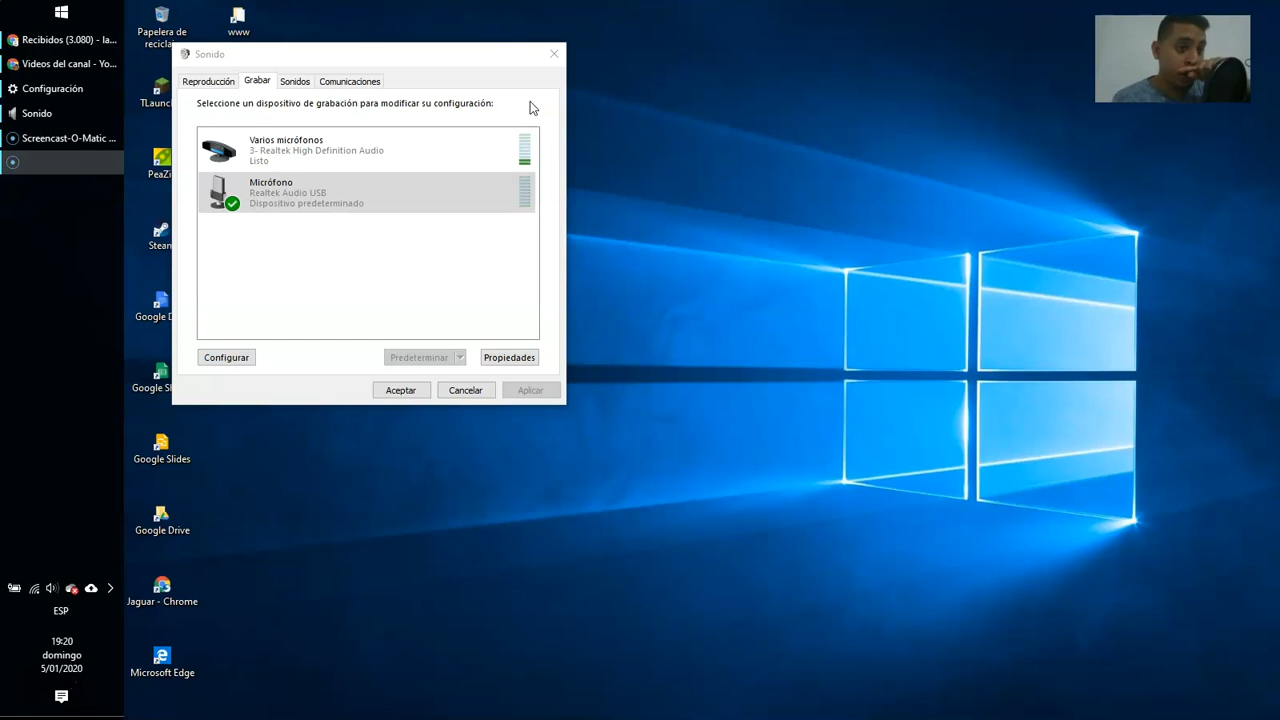 Recibidos (3.080) - la...
Videos del canal - Yo...
Configuración
Sonido
Screencast-O-Matic ...
ESP
19:20
domingo
5/01/2020
Papelera de
recicla
www
TLaunc
PeaZi
Steam
Google D
Google Sl
Google Slides
Google Drive
Jaguar - Chrome
Microsoft Edge
Sonido
Reproducción
Grabar
Sonidos
Comunicaciones
Seleccione un dispositivo de grabación para modificar su configuración:
Varios micrófonos
3- Realtek High Definition Audio
Listo
Micrófono
Realtek Audio USB
Dispositivo predeterminado
Configurar
Predeterminar
Propiedades
Aceptar
Cancelar
Aplicar